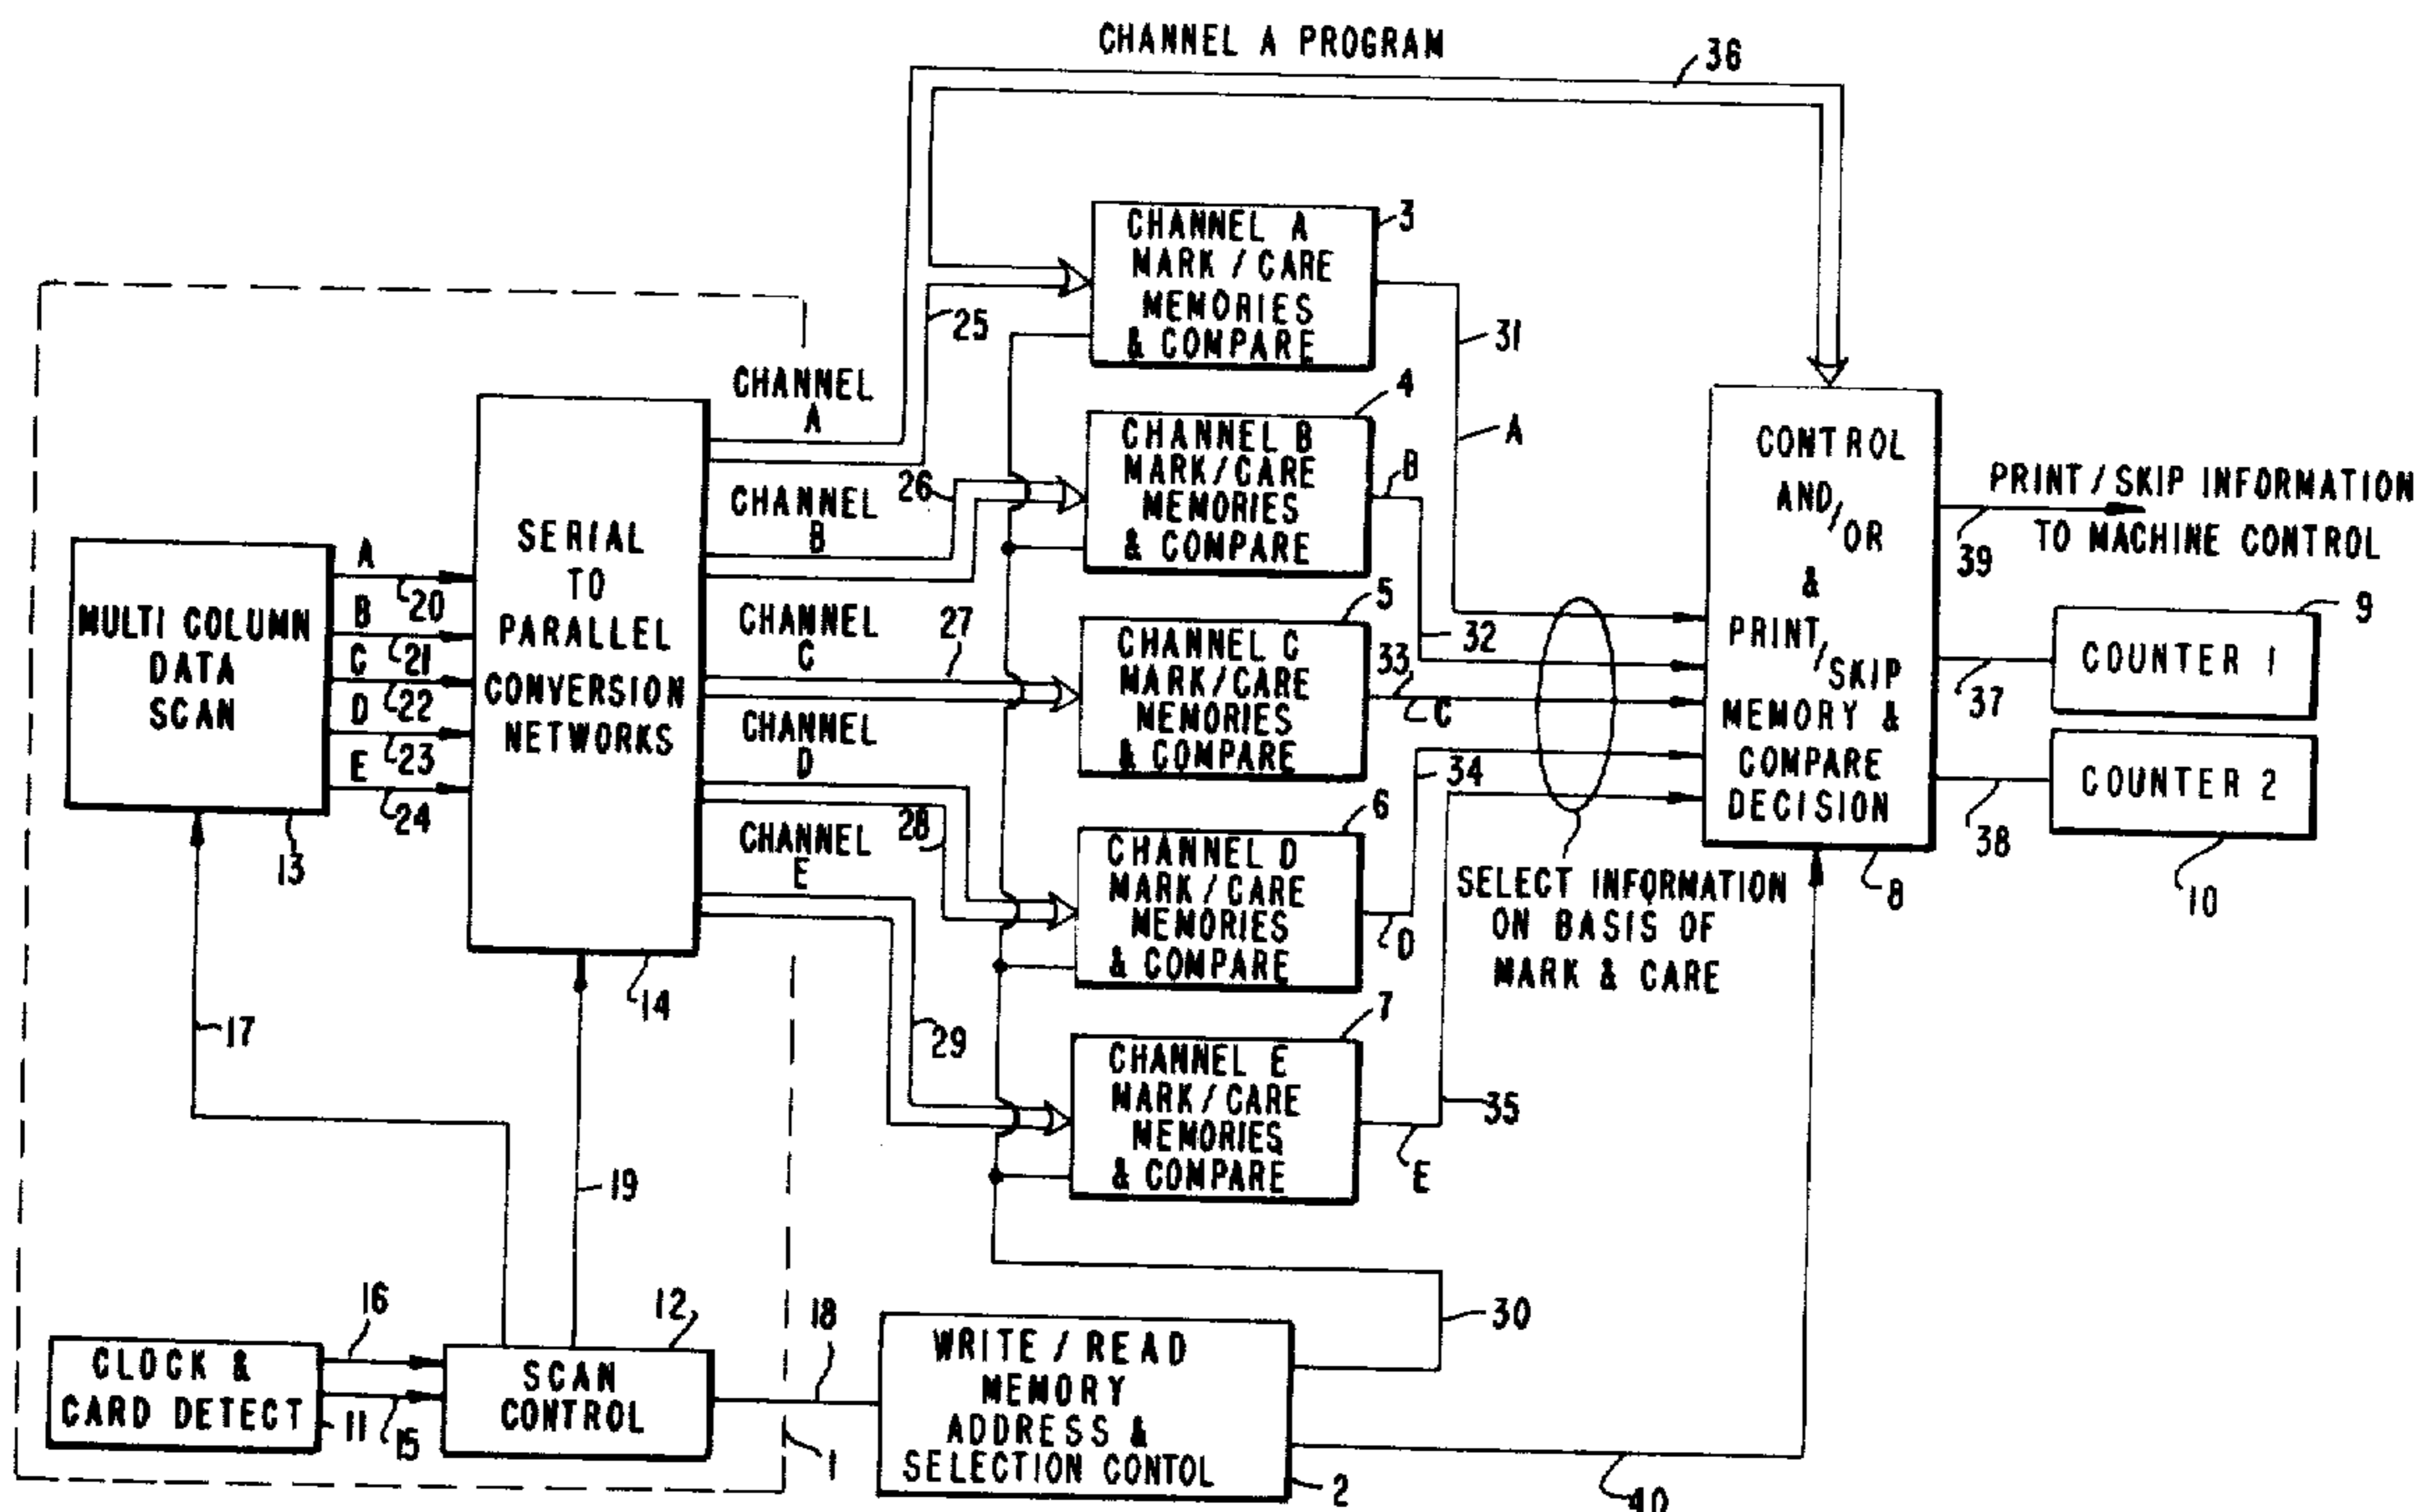 CHANNEL A PROGRAM
36
CHANNEL A
MARK / CARE
MEMORIES
& COMPARE
3
25
31
A
CHANNEL
A
CHANNEL B
MARK/CARE
MEMORIES
& COMPARE
4
26
B
32
CHANNEL
B
CHANNEL C
MARK/CARE
MEMORIES
& COMPARE
5
27
33
C
CHANNEL
C
CHANNEL D
MARK/CARE
MEMORIES
& COMPARE
6
28
34
D
CHANNEL
D
CHANNEL E
MARK/CARE
MEMORIES
& COMPARE
7
29
35
E
CHANNEL
E
MULTI COLUMN
DATA
SCAN
13
A
20
B
21
C
22
D
23
E
24
SERIAL
TO
PARALLEL
CONVERSION
NETWORKS
14
17
19
CONTROL
AND/OR
&
PRINT/SKIP
MEMORY &
COMPARE
DECISION
8
PRINT / SKIP INFORMATION
TO MACHINE CONTROL
39
COUNTER 1
9
37
COUNTER 2
10
38
SELECT INFORMATION
ON BASIS OF
MARK & CARE
CLOCK &
CARD DETECT
11
16
15
SCAN
CONTROL
12
18
1
WRITE / READ
MEMORY
ADDRESS &
SELECTION CONTOL
2
30